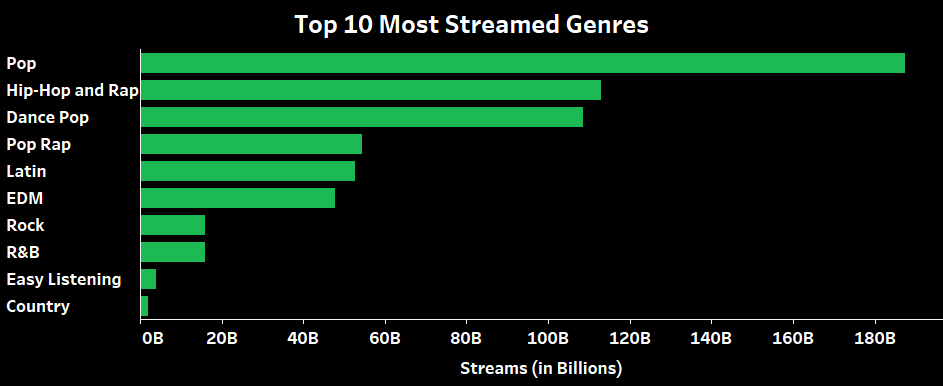 Top 10 Most Streamed Genres
Pop
Hip-Hop and Rap
Dance Pop
Pop Rap
Latin
EDM
Rock
R&B
Easy Listening
Country
0B 20B 40B 60B 80B 100B 120B 140B 160B 180B
Streams (in Billions)